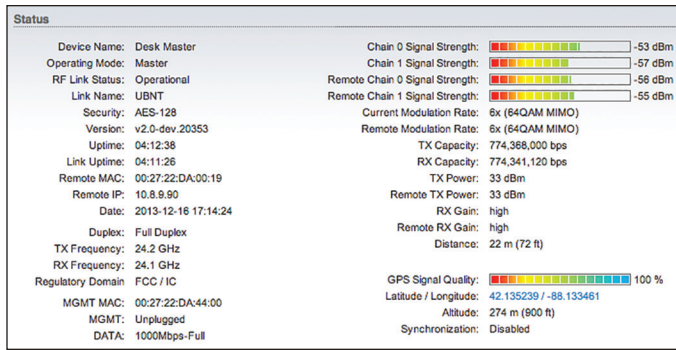 Status
Device Name: Desk Master
Operating Mode: Master
RF Link Status: Operational
Link Name: UBNT
Security: AES-128
Version: v2.0-dev.20353
Uptime: 04:12:38
Link Uptime: 04:11:26
Remote MAC: 00:27:22:DA:00:19
Remote IP: 10.8.9.90
Date: 2013-12-16 17:14:24
Duplex: Full Duplex
TX Frequency: 24.2 GHz
RX Frequency: 24.1 GHz
Regulatory Domain FCC / IC
MGMT MAC: 00:27:22:DA:44:00
MGMT: Unplugged
DATA: 1000Mbps-Full
Chain 0 Signal Strength: -53 dBm
Chain 1 Signal Strength: -57 dBm
Remote Chain 0 Signal Strength: -56 dBm
Remote Chain 1 Signal Strength: -55 dBm
Current Modulation Rate: 6x (64QAM MIMO)
Remote Modulation Rate: 6x (64QAM MIMO)
TX Capacity: 774,368,000 bps
RX Capacity: 774,341,120 bps
TX Power: 33 dBm
Remote TX Power: 33 dBm
RX Gain: high
Remote RX Gain: high
Distance: 22 m (72 ft)
GPS Signal Quality: 100 %
Latitude / Longitude: 42.135239 / -88.133461
Altitude: 274 m (900 ft)
Synchronization: Disabled